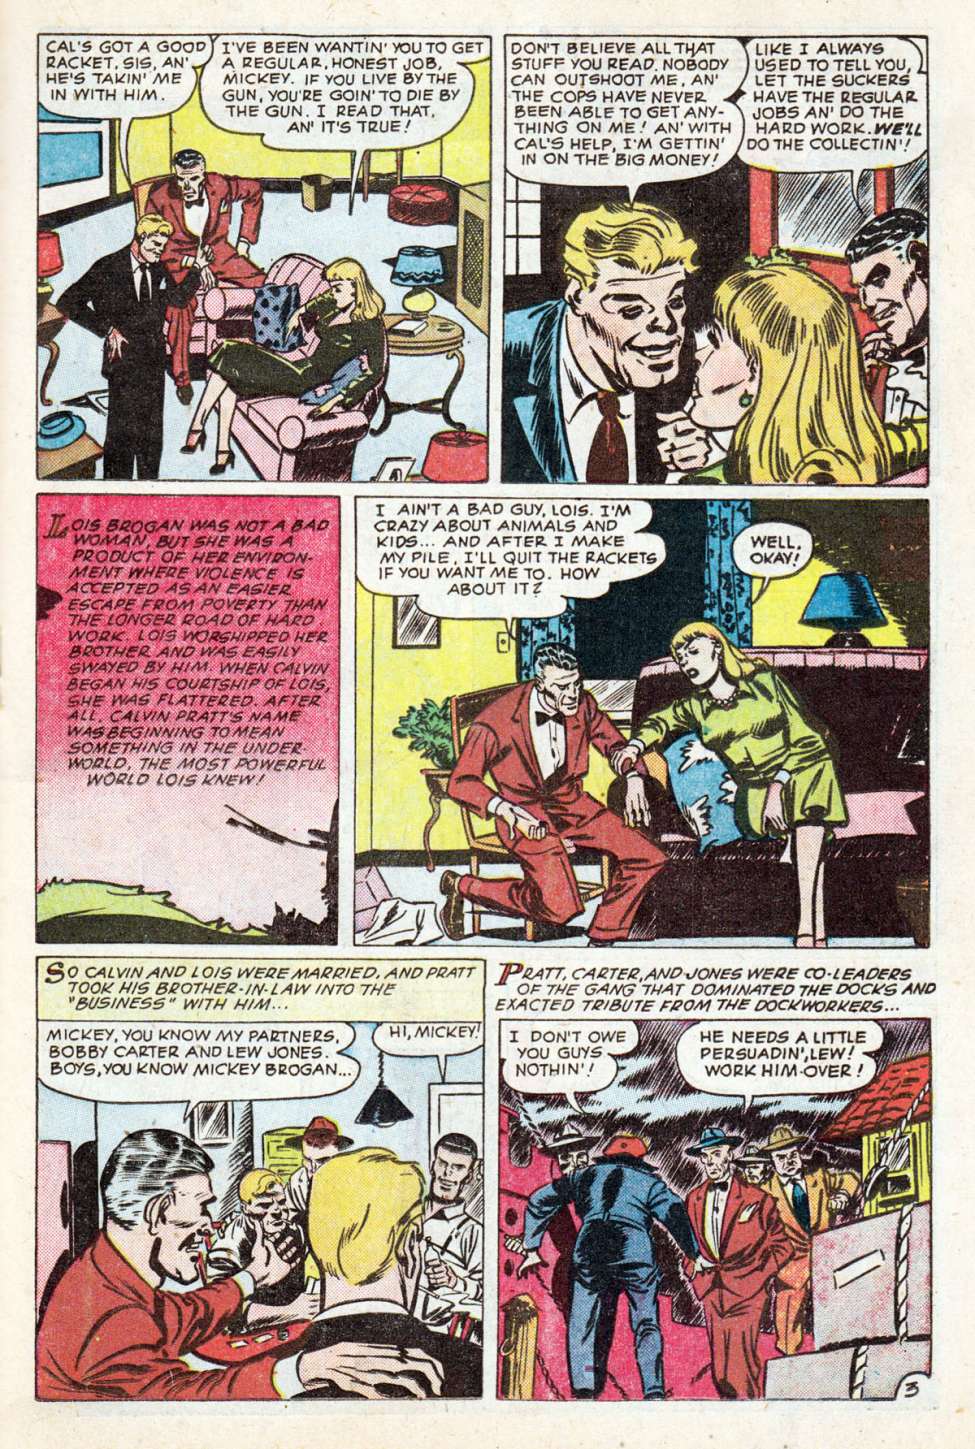 CAL'S GOT A GOOD
RACKET, SIS, AN'
HE'S TAKIN' ME
IN WITH HIM.
I'VE BEEN WANTIN' YOU TO GET
A REGULAR, HONEST JOB,
MICKEY. IF YOU LIVE BY THE
GUN, YOU'RE GOIN' TO DIE BY
THE GUN. I READ THAT,
AN' IT'S TRUE!
DON'T BELIEVE ALL THAT
STUFF YOU READ. NOBODY
CAN OUTSHOOT ME, AN'
THE COPS HAVE NEVER
BEEN ABLE TO GET ANY-
THING ON ME! AN' WITH
CAL'S HELP, I'M GETTIN'
IN ON THE BIG MONEY!
LIKE I ALWAYS
USED TO TELL YOU,
LET THE SUCKERS
HAVE THE REGULAR
JOBS AN' DO THE
HARD WORK. WE'LL
DO THE COLLECTIN'!
LOIS BROGAN WAS NOT A BAD
WOMAN, BUT SHE WAS A
PRODUCT OF HER ENVIRON-
MENT WHERE VIOLENCE IS
ACCEPTED AS AN EASIER
ESCAPE FROM POVERTY THAN
THE LONGER ROAD OF HARD
WORK. LOIS WORSHIPPED HER
BROTHER AND WAS EASILY
SWAYED BY HIM. WHEN CALVIN
BEGAN HIS COURTSHIP OF LOIS,
SHE WAS FLATTERED. AFTER
ALL, CALVIN PRATT'S NAME
WAS BEGINNING TO MEAN
SOMETHING IN THE UNDER-
WORLD, THE MOST POWERFUL
WORLD LOIS KNEW!
I AIN'T A BAD GUY, LOIS. I'M
CRAZY ABOUT ANIMALS AND
KIDS... AND AFTER I MAKE
MY PILE, I'LL QUIT THE RACKETS
IF YOU WANT ME TO. HOW
ABOUT IT?
WELL,
OKAY!
SO CALVIN AND LOIS WERE MARRIED, AND PRATT
TOOK HIS BROTHER-IN-LAW INTO THE
"BUSINESS" WITH HIM...
MICKEY, YOU KNOW MY PARTNERS,
BOBBY CARTER AND LEW JONES.
BOYS, YOU KNOW MICKEY BROGAN...
HI, MICKEY!
PRATT, CARTER, AND JONES WERE CO-LEADERS
OF THE GANG THAT DOMINATED THE DOCKS AND
EXACTED TRIBUTE FROM THE DOCKWORKERS...
I DON'T OWE
YOU GUYS
NOTHIN'!
HE NEEDS A LITTLE
PERSUADIN', LEW!
WORK HIM OVER!
3